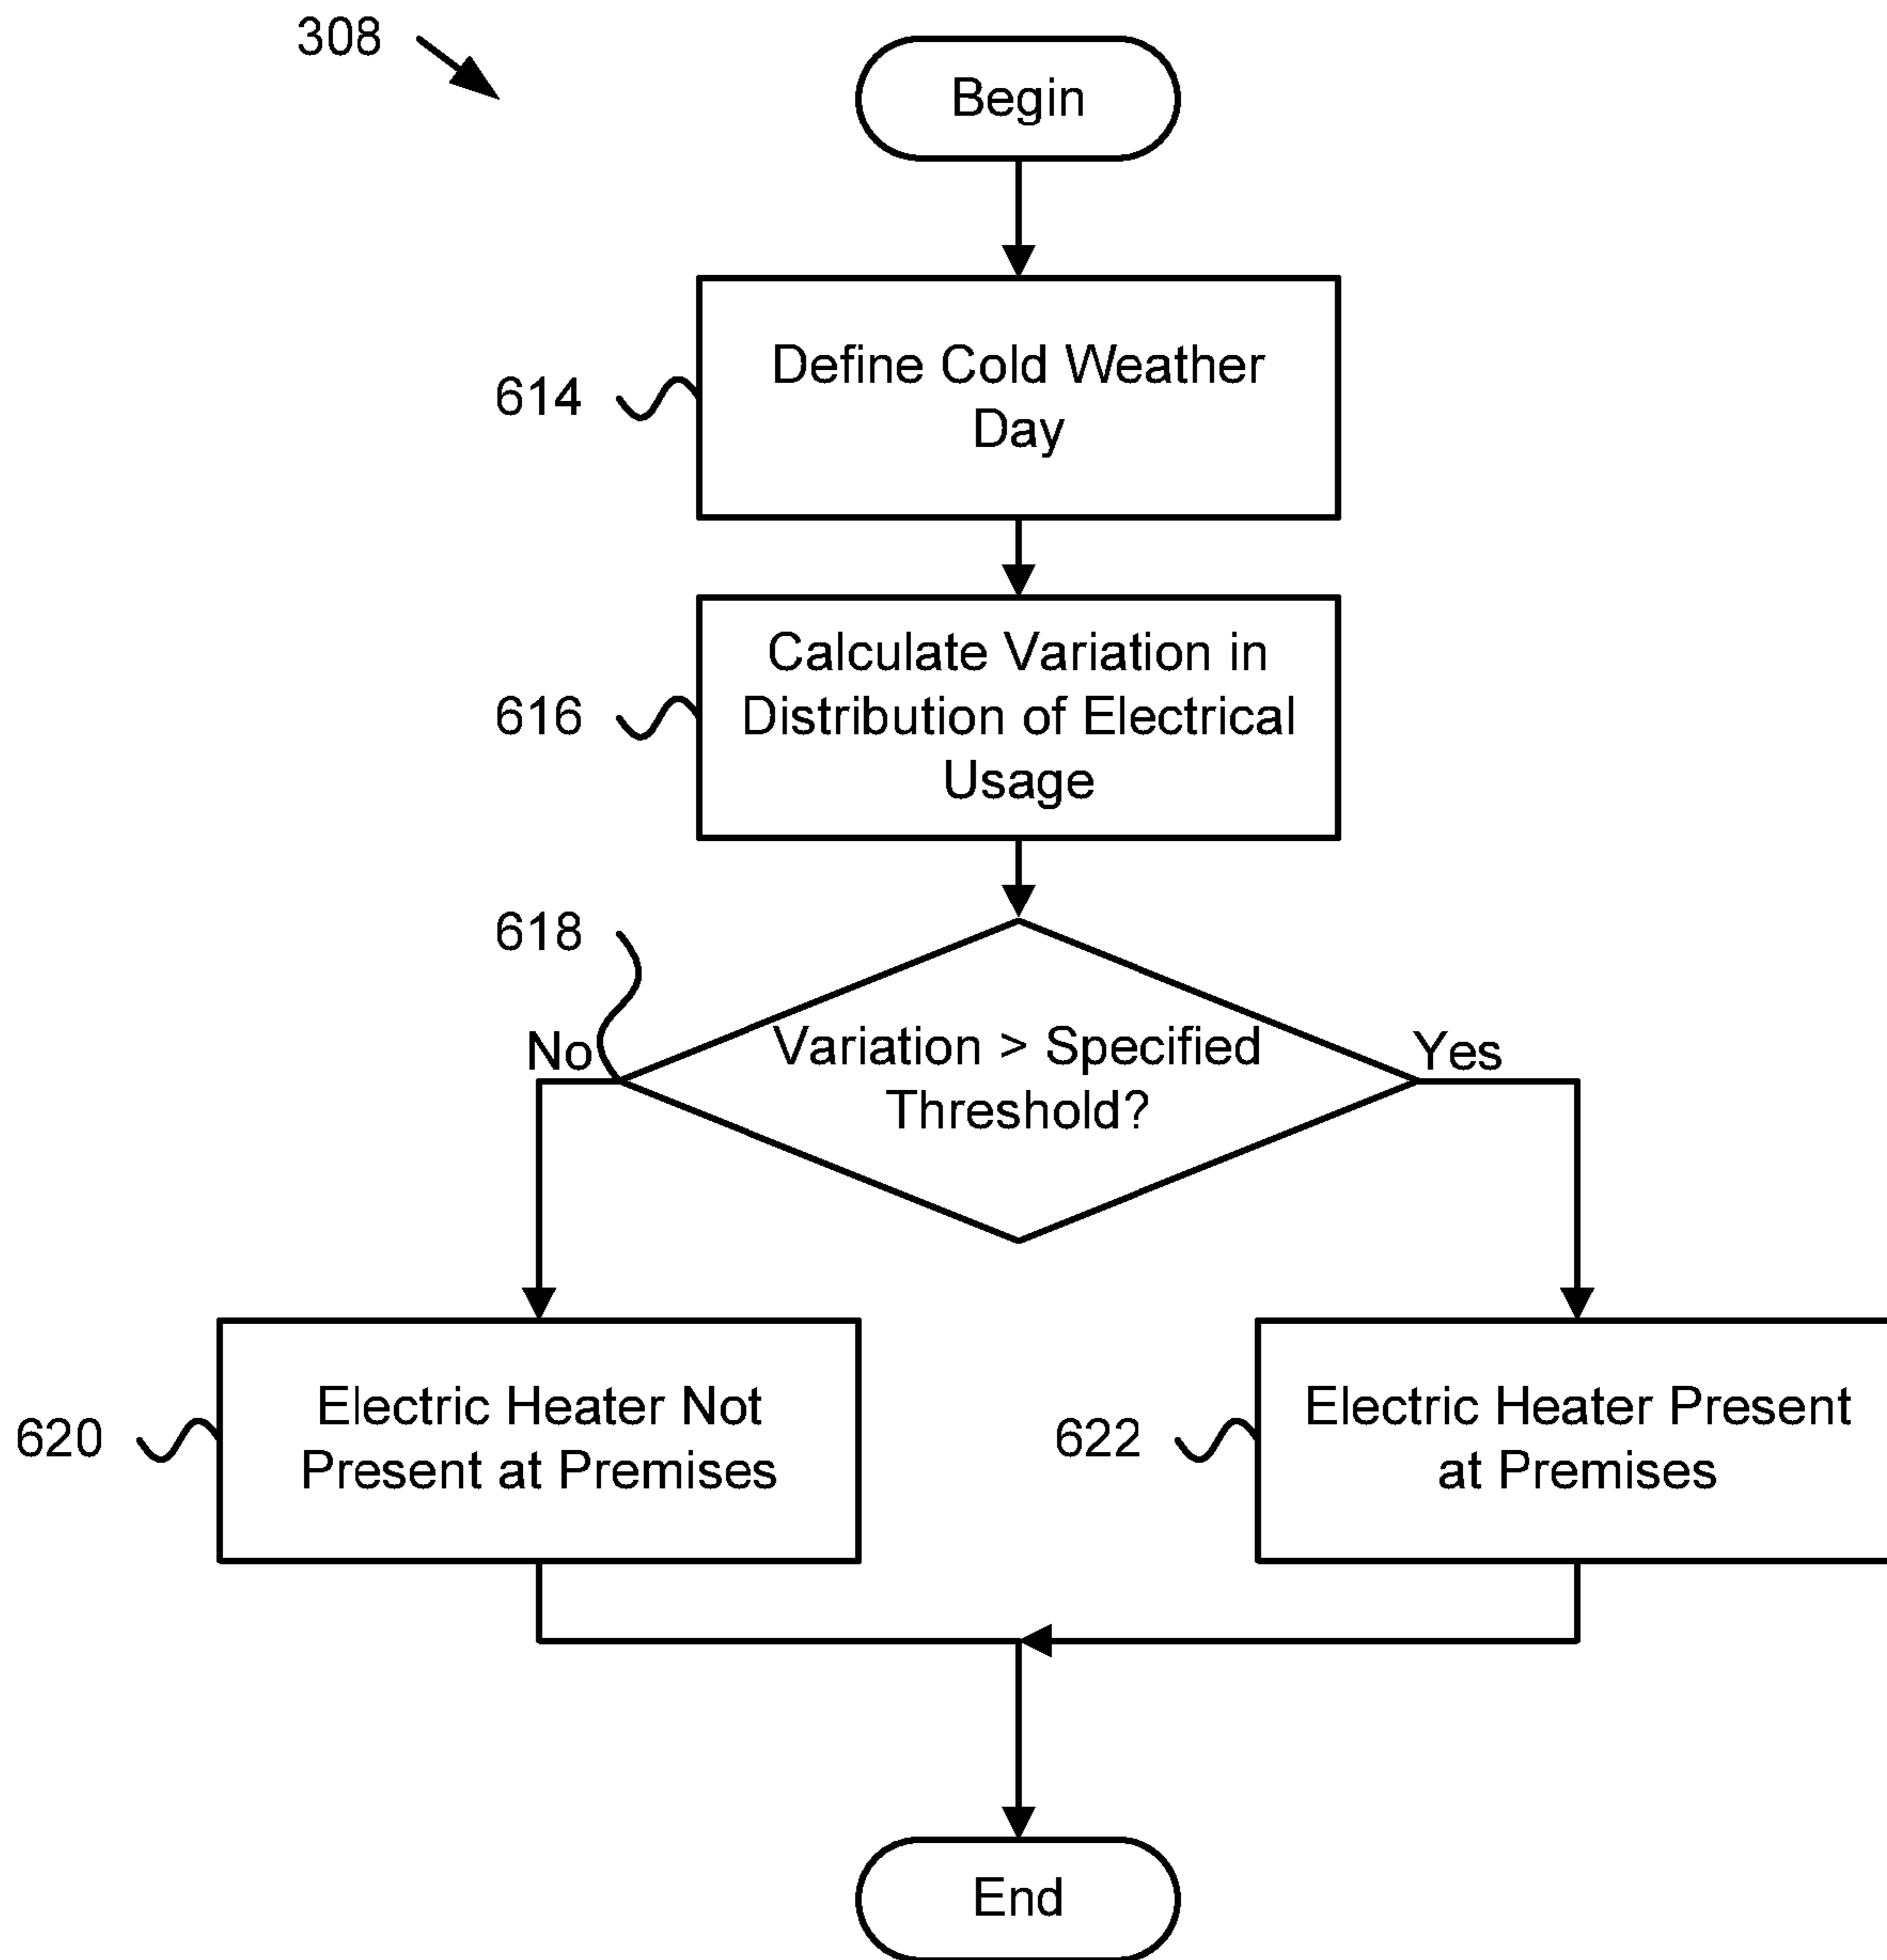 308
Begin
614
Define Cold Weather
Day
616
Calculate Variation in
Distribution of Electrical
Usage
618
No
Variation > Specified
Threshold?
Yes
620
Electric Heater Not
Present at Premises
622
Electric Heater Present
at Premises
End